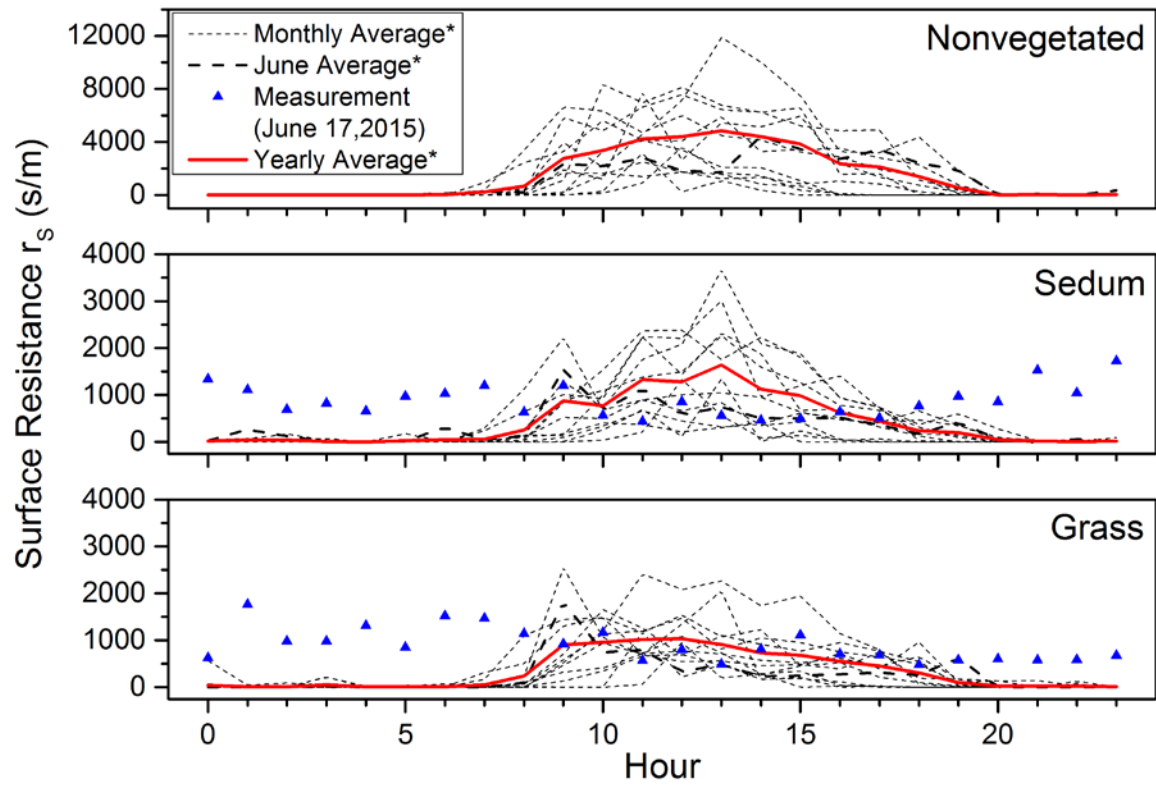 Surface Resistance rS (s/m)
12000
8000
4000
0
Monthly Average*
June Average*
Measurement
(June 17,2015)
Yearly Average*
Nonvegetated
4000
3000
2000
1000
0
Sedum
4000
3000
2000
1000
0
Grass
0
5
10
15
20
Hour